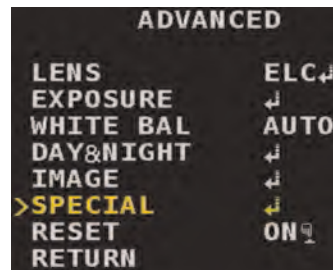 ADVANCED
LENS ELC↲
EXPOSURE ↲
WHITE BAL AUTO
DAY&NIGHT ↲
IMAGE ↲
>SPECIAL ↲
RESET ON☟
RETURN